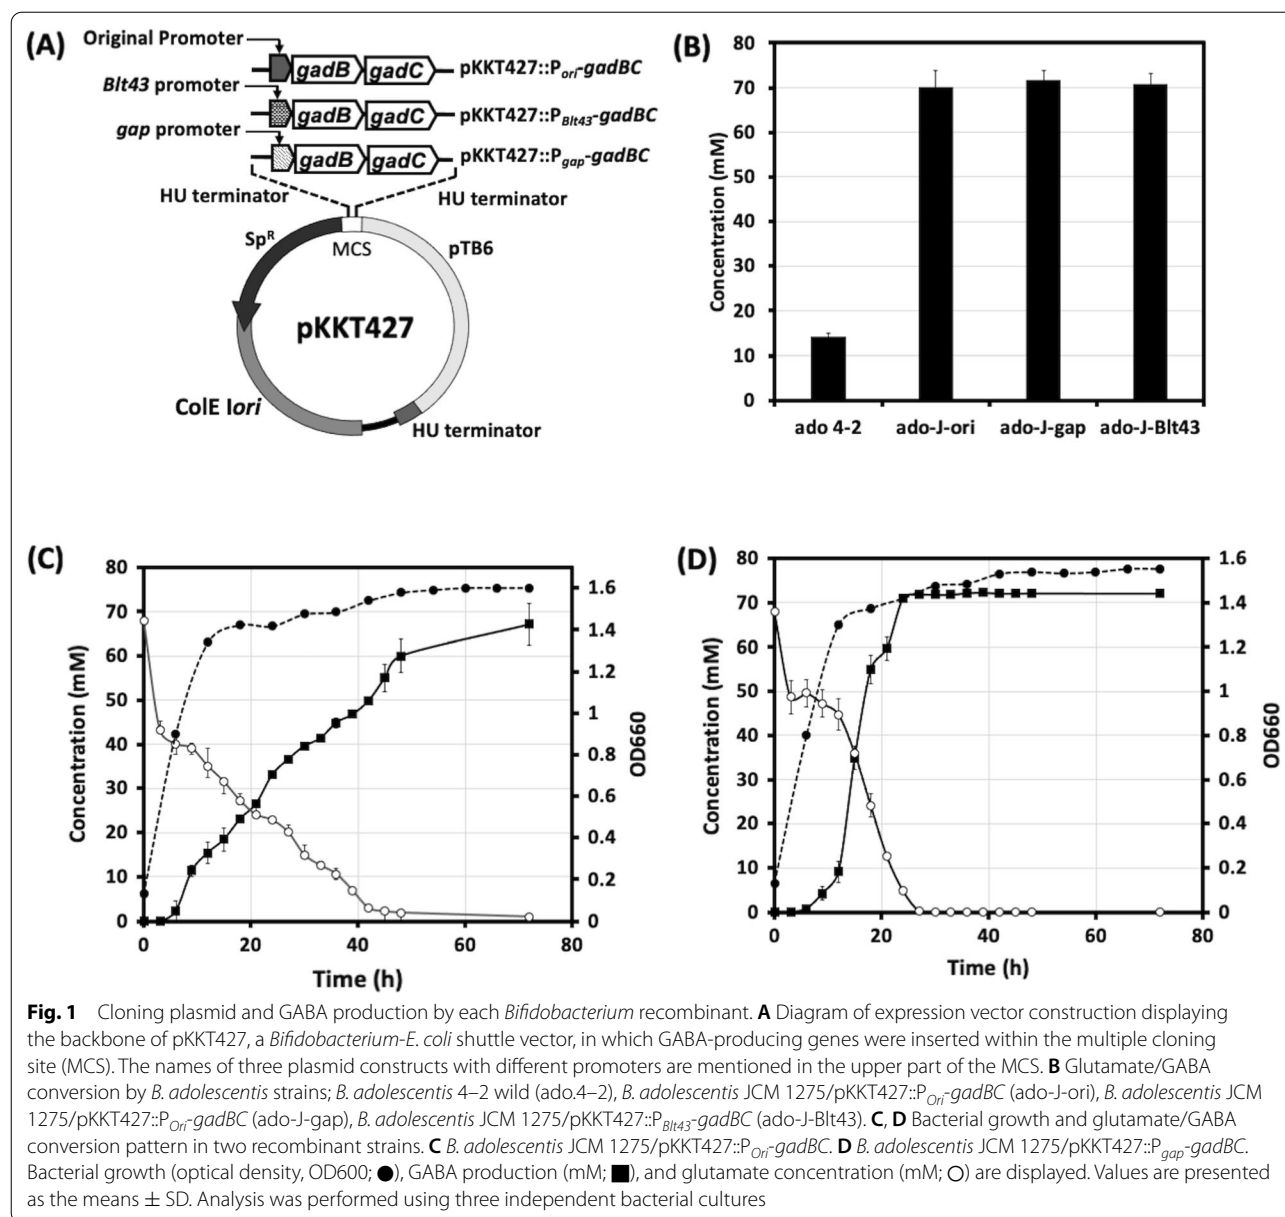 (A)
Original Promoter
gadB gadC pKKT427::Pori-gadBC
Blt43 promoter
gadB gadC pKKT427::PBlt43-gadBC
gap promoter
gadB gadC pKKT427::Pgap-gadBC
HU terminator HU terminator
SpR MCS pTB6
pKKT427
ColE Iori
HU terminator
(B)
Concentration (mM)
80
70
60
50
40
30
20
10
0
ado 4-2 ado-J-ori ado-J-gap ado-J-Blt43
(C)
Concentration (mM)
80
70
60
50
40
30
20
10
0
1.6
1.4
1.2
1
0.8
0.6
0.4
0.2
0
OD660
0 20 40 60 80
Time (h)
(D)
Concentration (mM)
80
70
60
50
40
30
20
10
0
1.6
1.4
1.2
1
0.8
0.6
0.4
0.2
0
OD660
0 20 40 60 80
Time (h)
Fig. 1 Cloning plasmid and GABA production by each Bifidobacterium recombinant. A Diagram of expression vector construction displaying
the backbone of pKKT427, a Bifidobacterium-E. coli shuttle vector, in which GABA-producing genes were inserted within the multiple cloning
site (MCS). The names of three plasmid constructs with different promoters are mentioned in the upper part of the MCS. B Glutamate/GABA
conversion by B. adolescentis strains; B. adolescentis 4–2 wild (ado.4–2), B. adolescentis JCM 1275/pKKT427::POri-gadBC (ado-J-ori), B. adolescentis JCM
1275/pKKT427::POri-gadBC (ado-J-gap), B. adolescentis JCM 1275/pKKT427::PBlt43-gadBC (ado-J-Blt43). C, D Bacterial growth and glutamate/GABA
conversion pattern in two recombinant strains. C B. adolescentis JCM 1275/pKKT427::POri-gadBC. D B. adolescentis JCM 1275/pKKT427::Pgap-gadBC.
Bacterial growth (optical density, OD600; ●), GABA production (mM; ■), and glutamate concentration (mM; ○) are displayed. Values are presented
as the means ± SD. Analysis was performed using three independent bacterial cultures